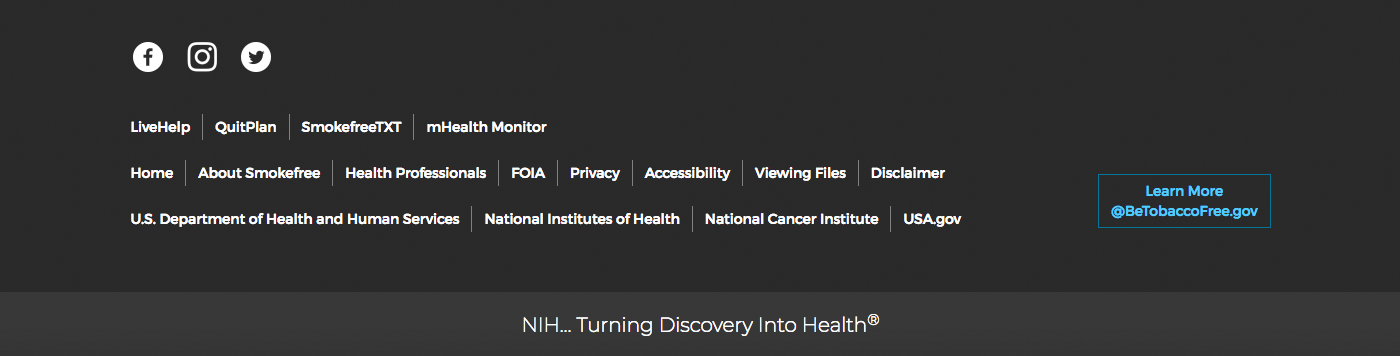 LiveHelp QuitPlan SmokefreeTXT mHealth Monitor
Home About Smokefree Health Professionals FOIA Privacy Accessibility Viewing Files Disclaimer
U.S. Department of Health and Human Services National Institutes of Health National Cancer Institute USA.gov
Learn More
@BeTobaccoFree.gov
NIH... Turning Discovery Into Health®